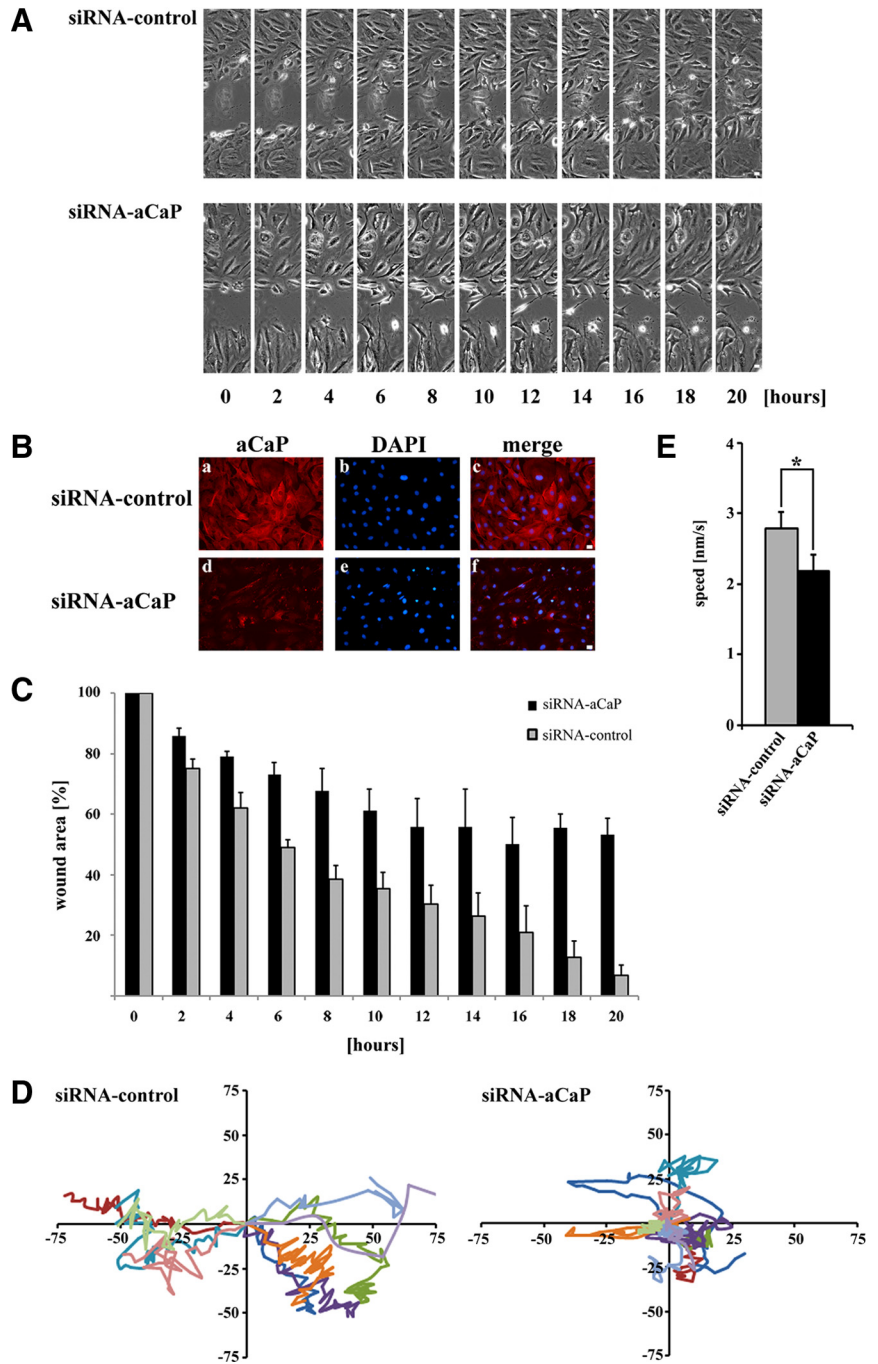 A
siRNA-control
siRNA-aCaP
0 2 4 6 8 10 12 14 16 18 20 [hours]
B
aCaP DAPI merge
siRNA-control
a b c
siRNA-aCaP
d e f
E
4
3
2
1
0
speed [nm/s]
*
siRNA-control
siRNA-aCaP
C
100
80
60
40
20
wound area [%]
siRNA-aCaP
siRNA-control
0 2 4 6 8 10 12 14 16 18 20
[hours]
D
siRNA-control
75
50
25
-75 -50 -25 25 50 75
-25
-50
-75
siRNA-aCaP
75
50
25
-75 -50 -25 25 50 75
-25
-50
-75